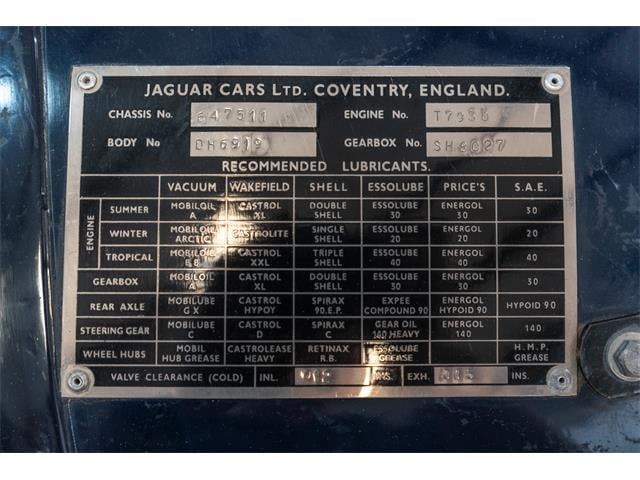 JAGUAR CARS LTD. COVENTRY, ENGLAND.
CHASSIS No. 647511 ENGINE No.
BODY No DH6919 GEARBOX No.
RECOMMENDED LUBRICANTS.
VACUUM WAKEFIELD SHELL ESSOLUBE PRICE'S S.A.E.
ENGINE
SUMMER MOBILOIL A CASTROL XL DOUBLE SHELL ESSOLUBE 30 ENERGOL 30 30
WINTER MOBILOIL ARCTIC CASTROLITE SINGLE SHELL ESSOLUBE 20 ENERGOL 20 20
TROPICAL MOBILOIL B.B CASTROL XXL TRIPLE SHELL ESSOLUBE 40 ENERGOL 40 40
GEARBOX MOBILOIL A CASTROL XL DOUBLE SHELL ESSOLUBE 30 ENERGOL 30 30
REAR AXLE MOBILUBE G X CASTROL HYPOY SPIRAX 90.E.P. EXPEE COMPOUND 90 ENERGOL HYPOID 90 HYPOID 90
STEERING GEAR MOBILUBE C CASTROL D SPIRAX C GEAR OIL 140 HEAVY ENERGOL 140 140
WHEEL HUBS MOBIL HUB GREASE CASTROLEASE HEAVY RETINAX R.B. ESSOLUBE GREASE H.M.P. GREASE
VALVE CLEARANCE (COLD) INL. INS. EXH. INS.